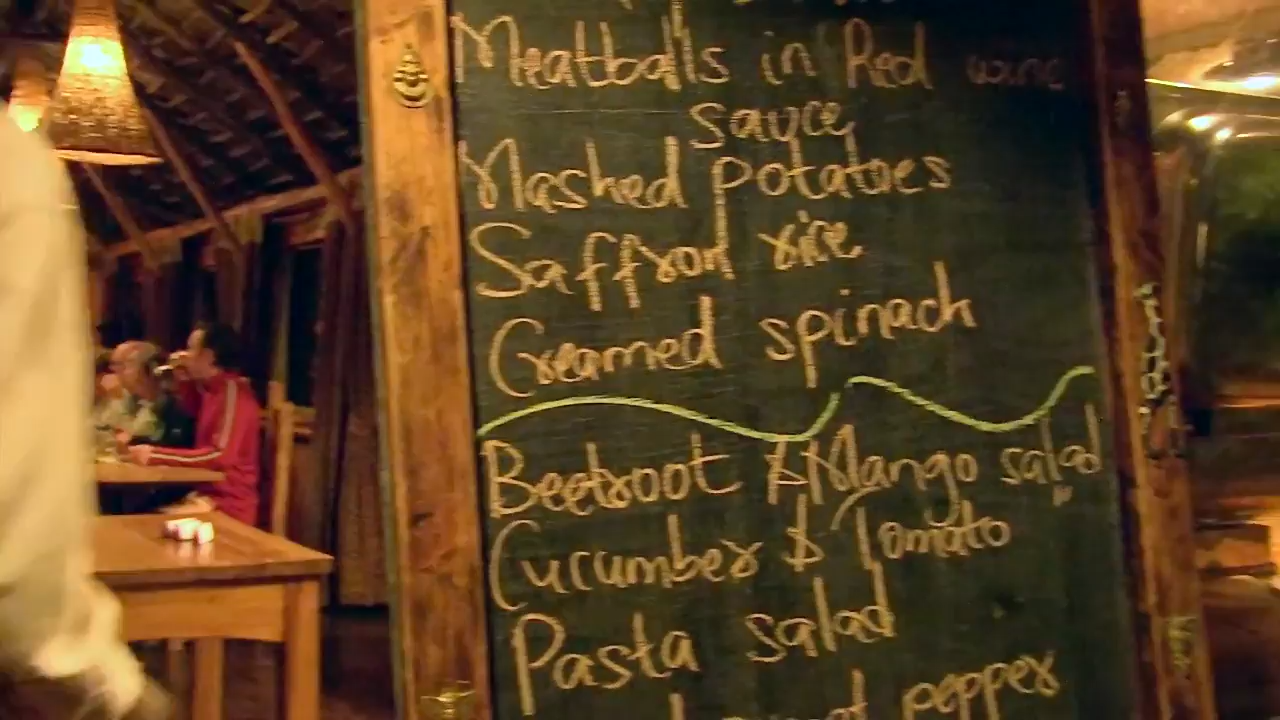 Meatballs in Red wine
sauce
Mashed potatoes
Saffron rice
Creamed spinach
Beetroot & Mango salad
Cucumber & Tomato "
Pasta salad
pepper